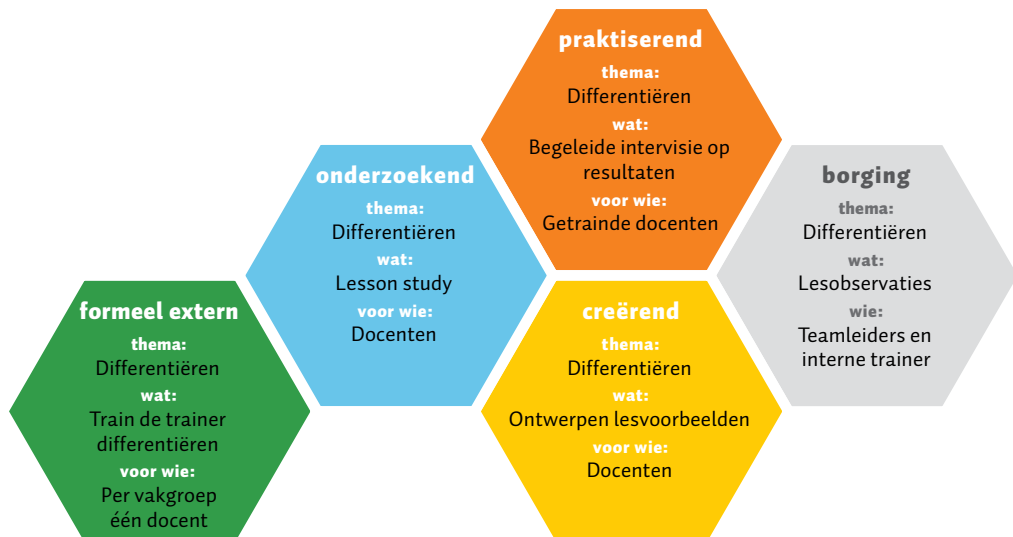 formeel extern
thema:
Differentiëren
wat:
Train de trainer
differentiëren
voor wie:
Per vakgroep
één docent
onderzoekend
thema:
Differentiëren
wat:
Lesson study
voor wie:
Docenten
praktiserend
thema:
Differentiëren
wat:
Begeleide intervisie op
resultaten
voor wie:
Getrainde docenten
creërend
thema:
Differentiëren
wat:
Ontwerpen lesvoorbeelden
voor wie:
Docenten
borging
thema:
Differentiëren
wat:
Lesobservaties
wie:
Teamleiders en
interne trainer